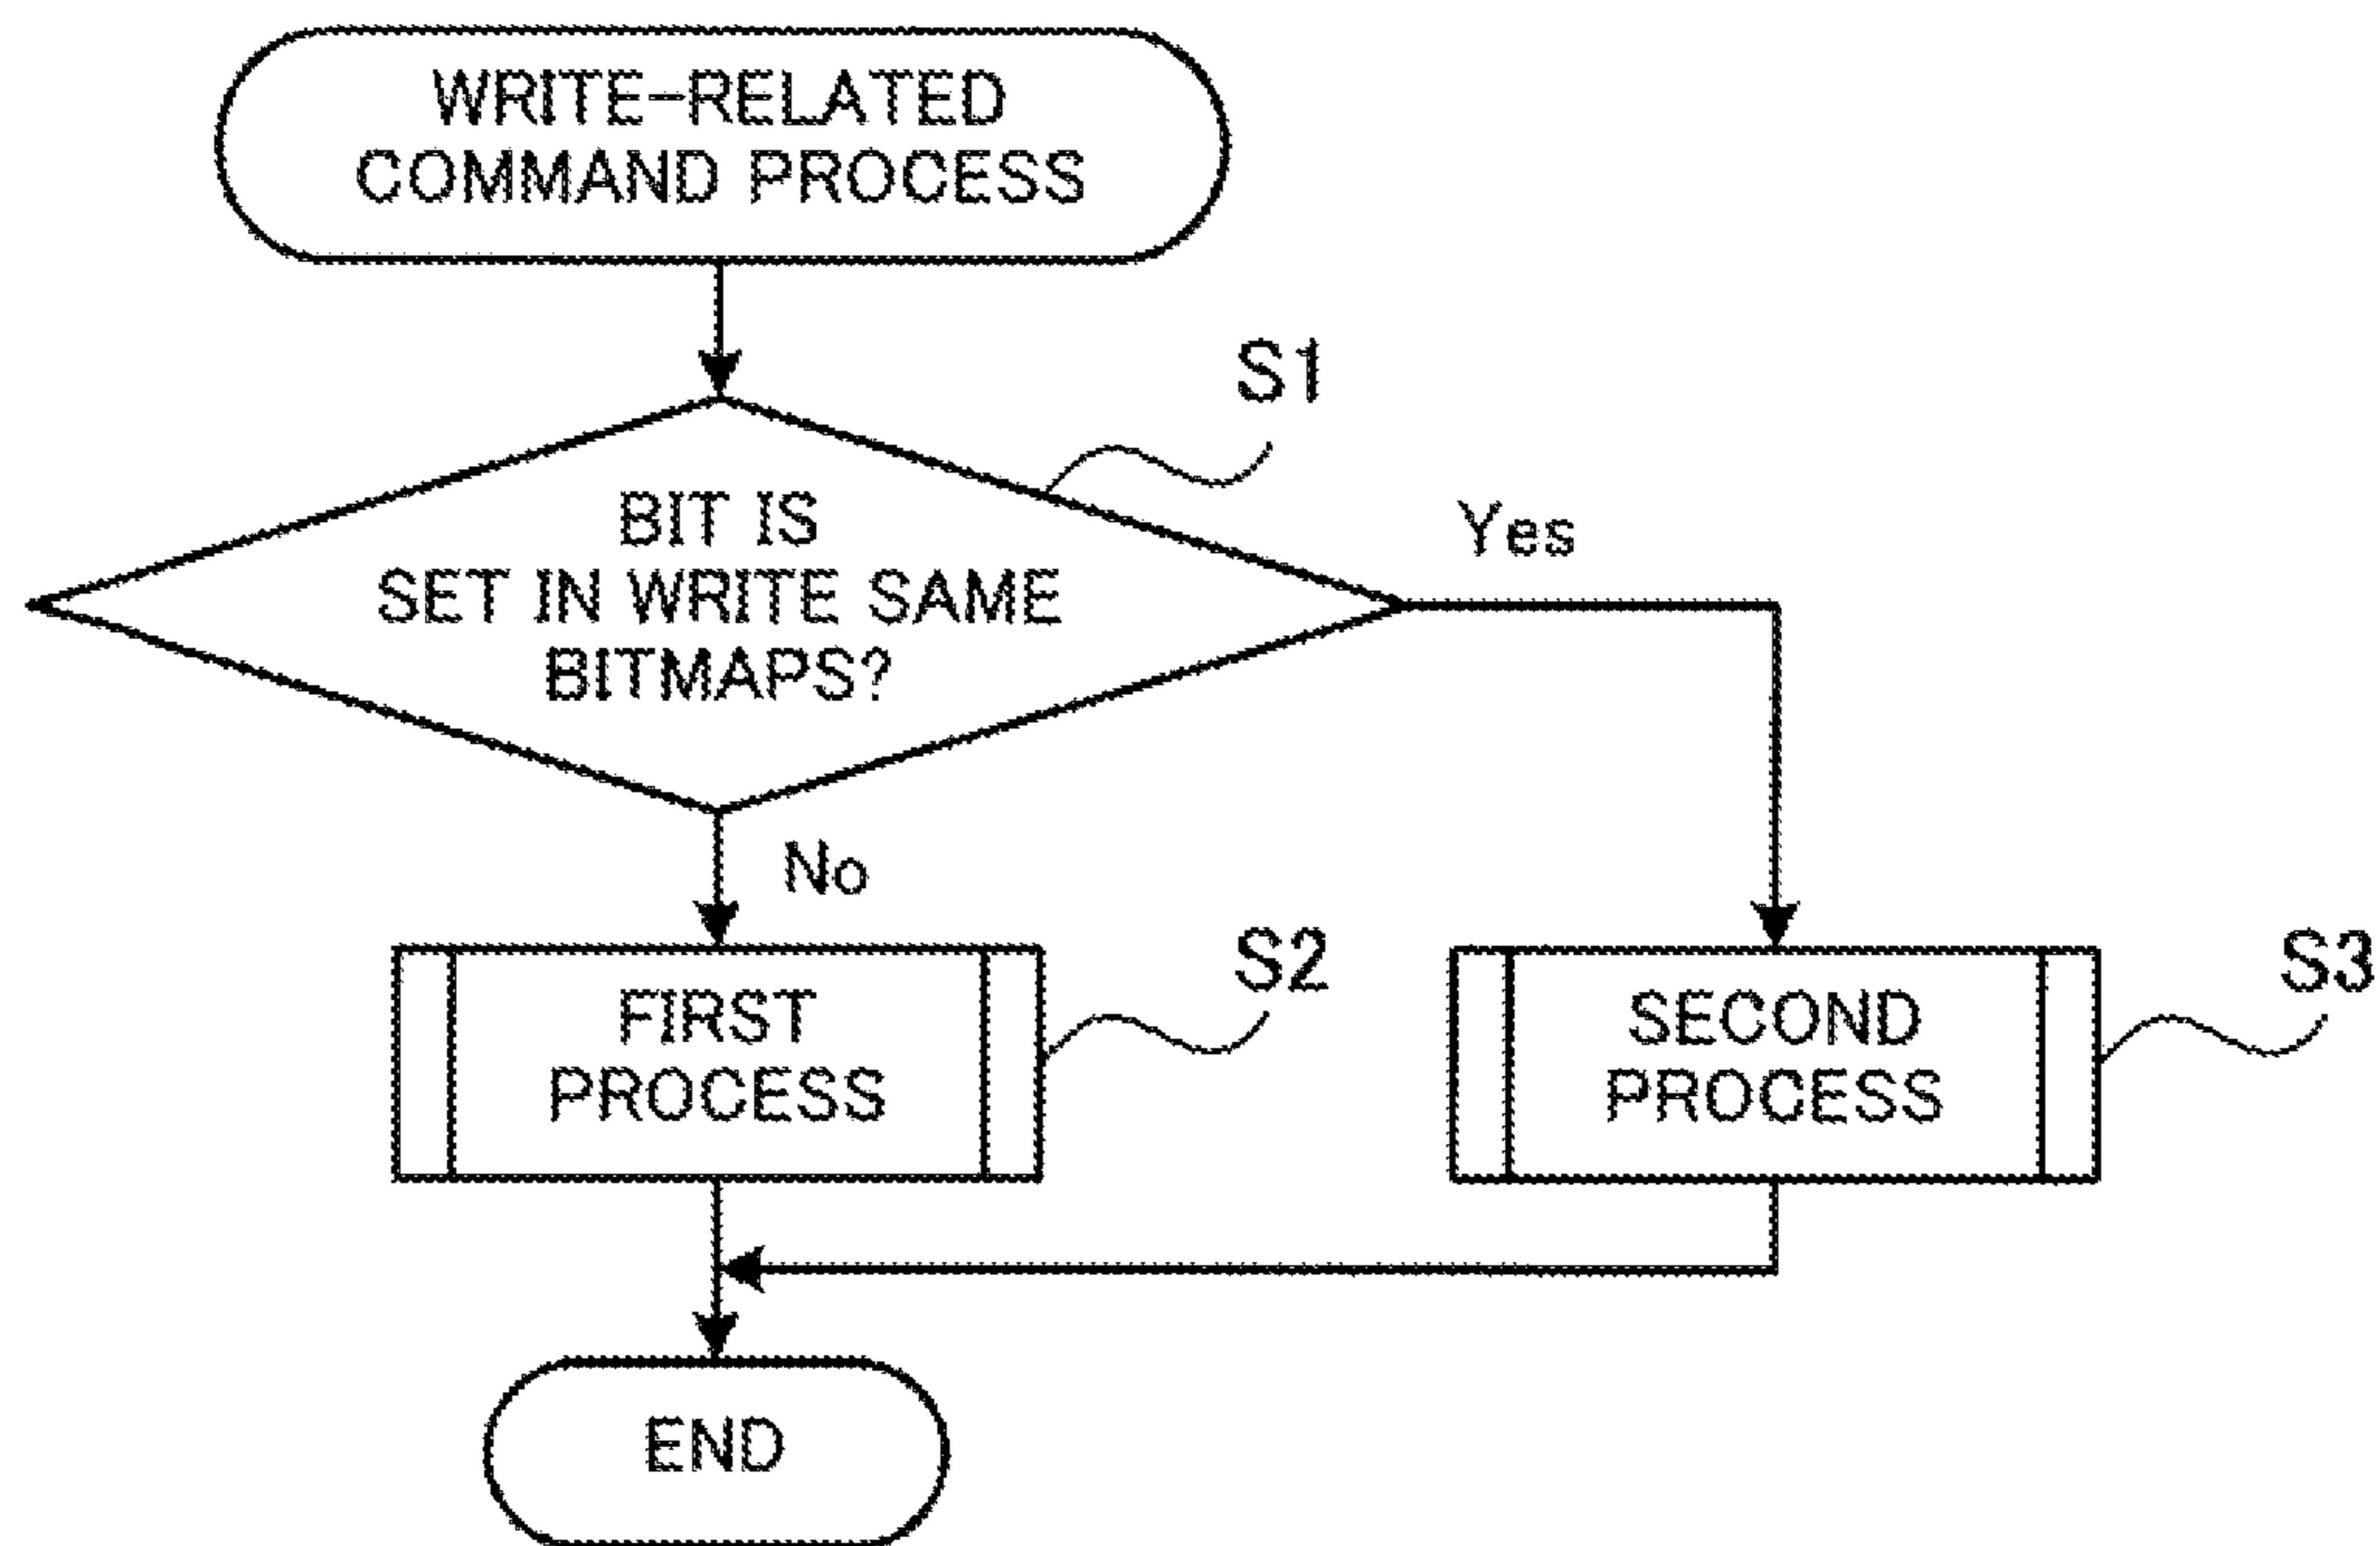 WRITE-RELATED
COMMAND PROCESS
S1
BIT IS
SET IN WRITE SAME
BITMAPS?
Yes
No
S2
FIRST
PROCESS
S3
SECOND
PROCESS
END